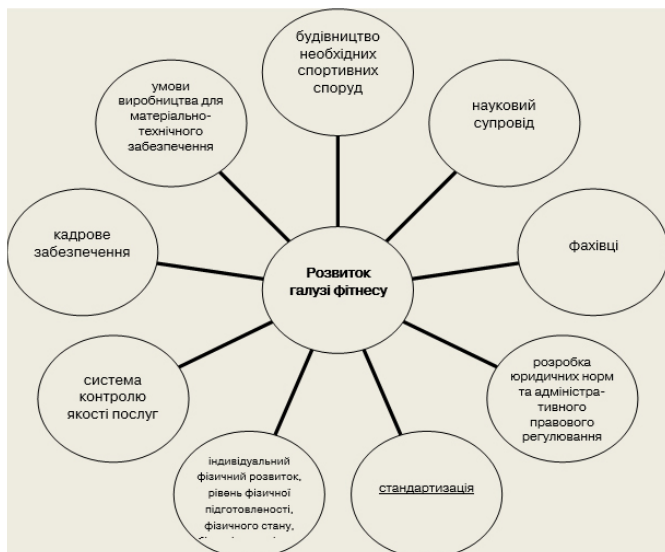 будівництво
необхідних
спортивних
споруд
умови
виробництва для
матеріально-
технічного
забезпечення
науковий
супровід
кадрове
забезпечення
фахівці
Розвиток
галузі фітнесу
система
контролю
якості послуг
розробка
юридичних норм
та адміністра-
тивного
правового
регулювання
індивідуальний
фізичний розвиток,
рівень фізичної
підготовленості,
фізичного стану,
стандартизація